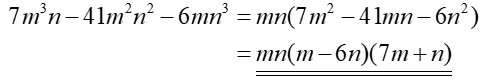 7m³n−41m²n²−6mn³ = mn(7m²−41mn−6n²)
= mn(m−6n)(7m+n)